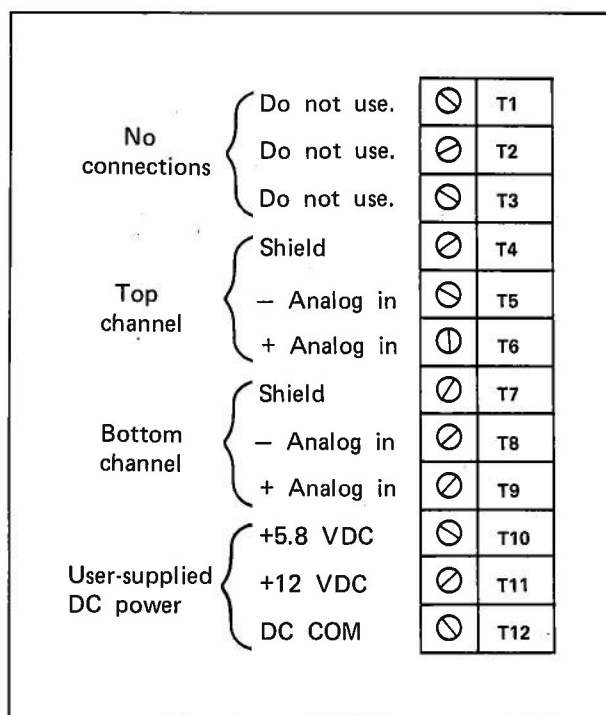 Do not use. T1
No
connections
Do not use. T2
Do not use. T3
Shield T4
Top
channel
– Analog in T5
+ Analog in T6
Shield T7
Bottom
channel
– Analog in T8
+ Analog in T9
+5.8 VDC T10
User-supplied
DC power
+12 VDC T11
DC COM T12